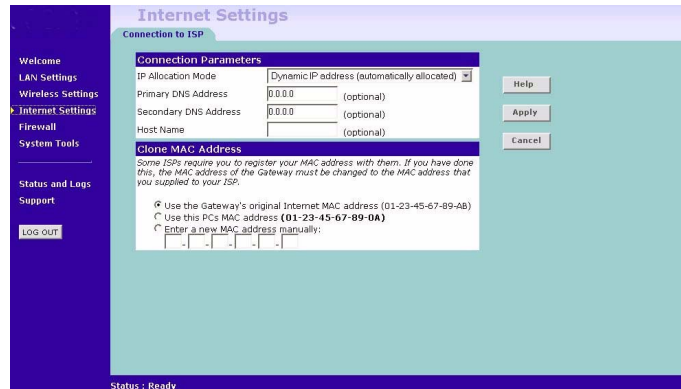 Internet Settings
Connection to ISP
Welcome
LAN Settings
Wireless Settings
Internet Settings
Firewall
System Tools
Status and Logs
Support
LOG OUT
Connection Parameters
IP Allocation Mode Dynamic IP address (automatically allocated)
Primary DNS Address 0.0.0.0 (optional)
Secondary DNS Address 0.0.0.0 (optional)
Host Name (optional)
Clone MAC Address
Some ISPs require you to register your MAC address with them. If you have done
this, the MAC address of the Gateway must be changed to the MAC address that
you supplied to your ISP.
Use the Gateway's original Internet MAC address (01-23-45-67-89-AB)
Use this PCs MAC address (01-23-45-67-89-0A)
Enter a new MAC address manually:
- - - - -
Help
Apply
Cancel
Status : Ready